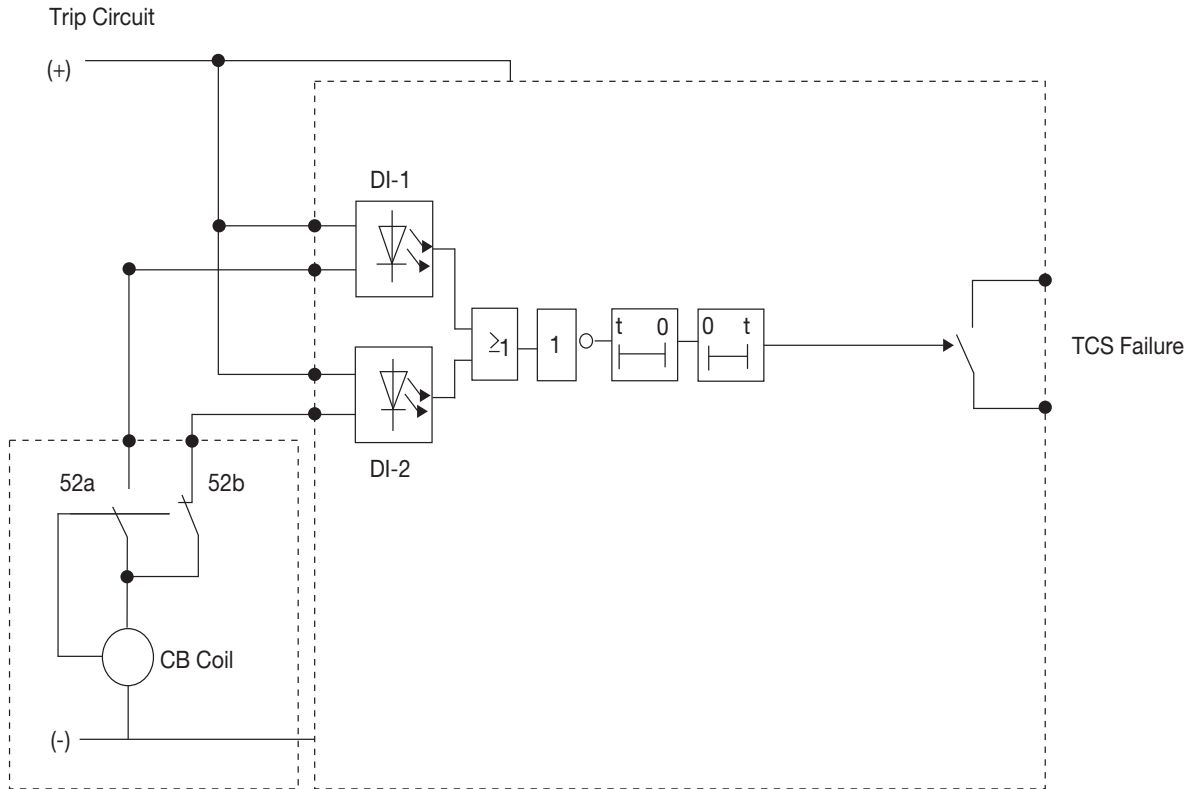 Trip Circuit
(+)
DI-1
≥1
1
t 0
0 t
TCS Failure
DI-2
52a
52b
CB Coil
(-)